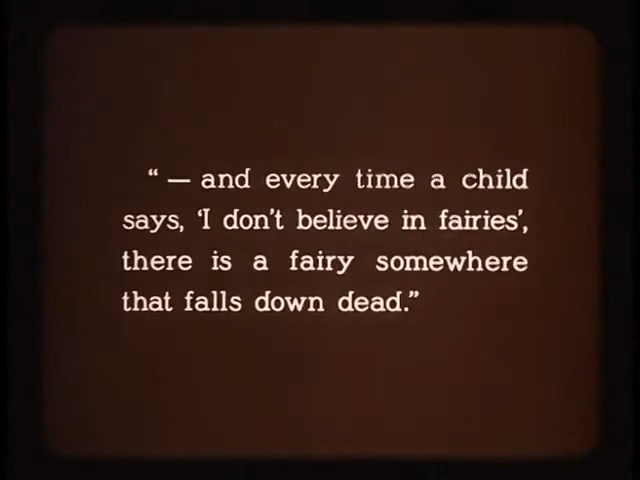 “ — and every time a child
says, ‘I don’t believe in fairies’,
there is a fairy somewhere
that falls down dead.”